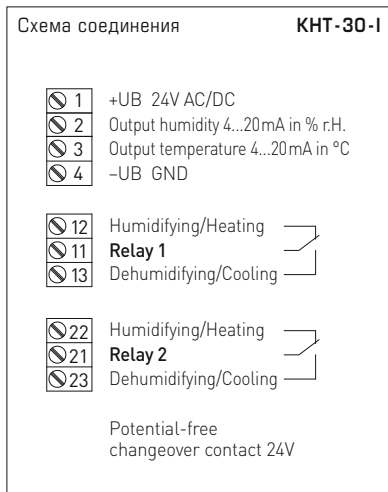 Схема соединения KHT-30-I
1 +UB 24V AC/DC
2 Output humidity 4...20mA in % r.H.
3 Output temperature 4...20mA in °C
4 –UB GND
12 Humidifying/Heating
11 Relay 1
13 Dehumidifying/Cooling
22 Humidifying/Heating
21 Relay 2
23 Dehumidifying/Cooling
Potential-free
changeover contact 24V